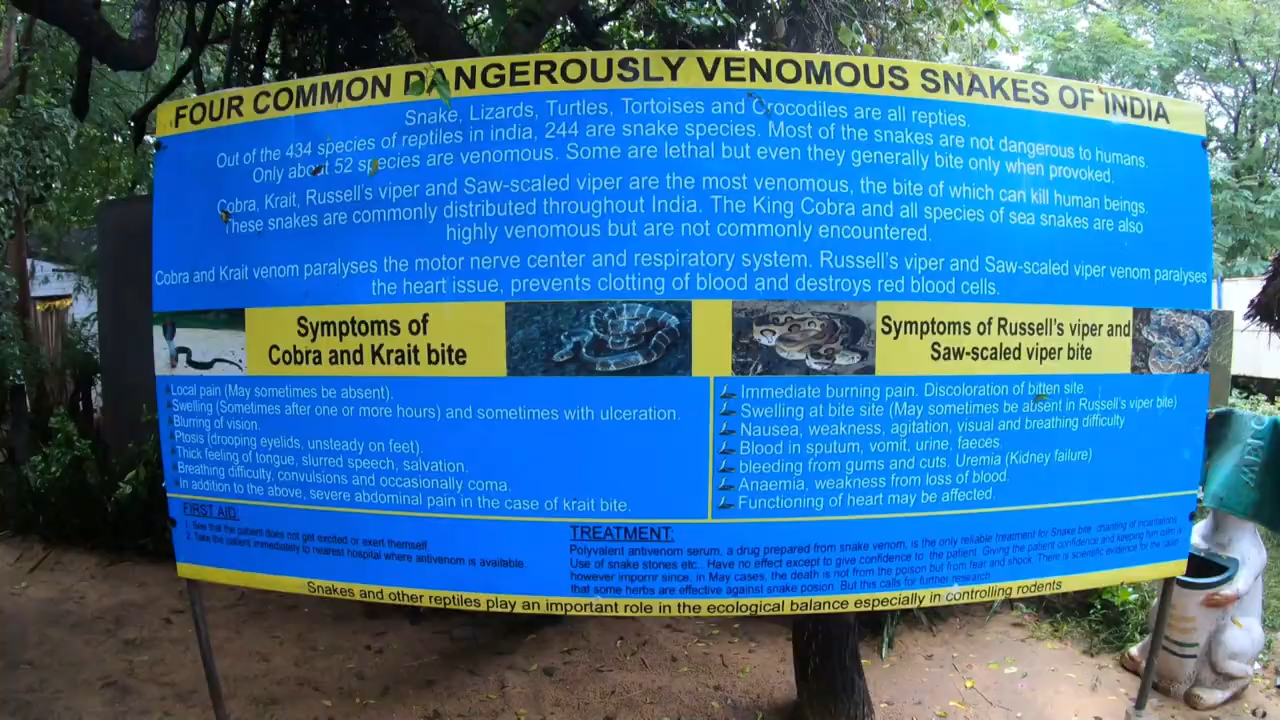 FOUR COMMON DANGEROUSLY VENOMOUS SNAKES OF INDIA
Snake, Lizards, Turtles, Tortoises and Crocodiles are all repties.
Out of the 434 species of reptiles in india, 244 are snake species. Most of the snakes are not dangerous to humans.
Only about 52 species are venomous. Some are lethal but even they generally bite only when provoked.
Cobra, Krait, Russell's viper and Saw-scaled viper are the most venomous, the bite of which can kill human beings.
These snakes are commonly distributed throughout India. The King Cobra and all species of sea snakes are also
highly venomous but are not commonly encountered.
Cobra and Krait venom paralyses the motor nerve center and respiratory system. Russell's viper and Saw-scaled viper venom paralyses
the heart issue, prevents clotting of blood and destroys red blood cells.
Symptoms of
Cobra and Krait bite
Local pain (May sometimes be absent).
Swelling (Sometimes after one or more hours) and sometimes with ulceration.
Blurring of vision.
Ptosis (drooping eyelids, unsteady on feet).
Thick feeling of tongue, slurred speech, salvation.
Breathing difficulty, convulsions and occasionally coma.
In addition to the above, severe abdominal pain in the case of krait bite.
Symptoms of Russell's viper and
Saw-scaled viper bite
Immediate burning pain. Discoloration of bitten site.
Swelling at bite site (May sometimes be absent in Russell's viper bite)
Nausea, weakness, agitation, visual and breathing difficulty
Blood in sputum, vomit, urine, faeces.
bleeding from gums and cuts. Uremia (Kidney failure)
Anaemia, weakness from loss of blood.
Functioning of heart may be affected.
FIRST AID:
1. See that the patient does not get excited or exert themself.
2. Take the patient immediately to nearest hospital where antivenom is available.
TREATMENT:
Polyvalent antivenom serum, a drug prepared from snake venom, is the only reliable treatment for Snake bite. chanting of incantations,
Use of snake stones etc.. Have no effect except to give confidence to the patient. Giving the patient confidence and keeping him calm is
however impornr since, in May cases, the death is not from the poison but from fear and shock. There is scientific evidence for the
that some herbs are effective against snake posion. But this calls for further research
Snakes and other reptiles play an important role in the ecological balance especially in controlling rodents